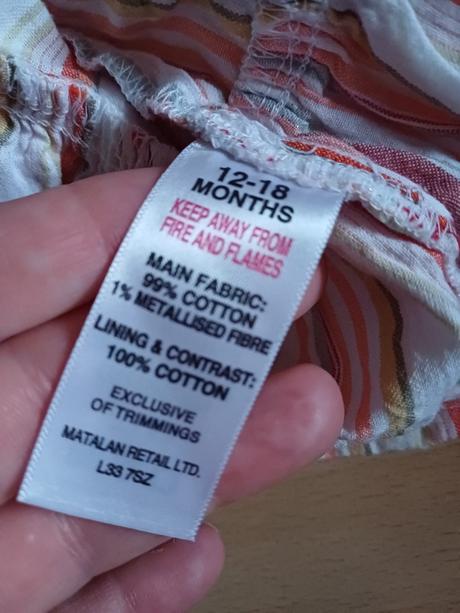 12-18
MONTHS
KEEP AWAY FROM
FIRE AND FLAMES
MAIN FABRIC:
99% COTTON
1% METALLISED FIBRE
LINING & CONTRAST:
100% COTTON
EXCLUSIVE
OF TRIMMINGS
MATALAN RETAIL LTD.
L33 7SZ